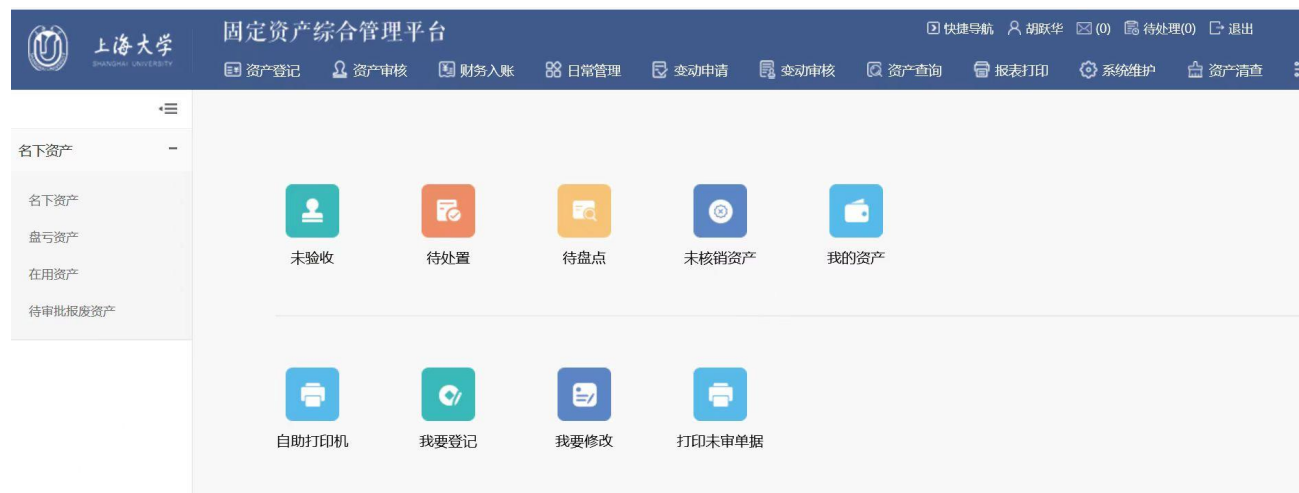 上海大学
SHANGHAI UNIVERSITY
固定资产综合管理平台
快捷导航 胡跃华 (0) 待处理(0) 退出
资产登记 资产审核 财务入账 日常管理 变动申请 变动审核 资产查询 报表打印 系统维护 资产清查
名下资产
名下资产
盘亏资产
在用资产
待审批报废资产
未验收 待处置 待盘点 未核销资产 我的资产
自助打印机 我要登记 我要修改 打印未审单据